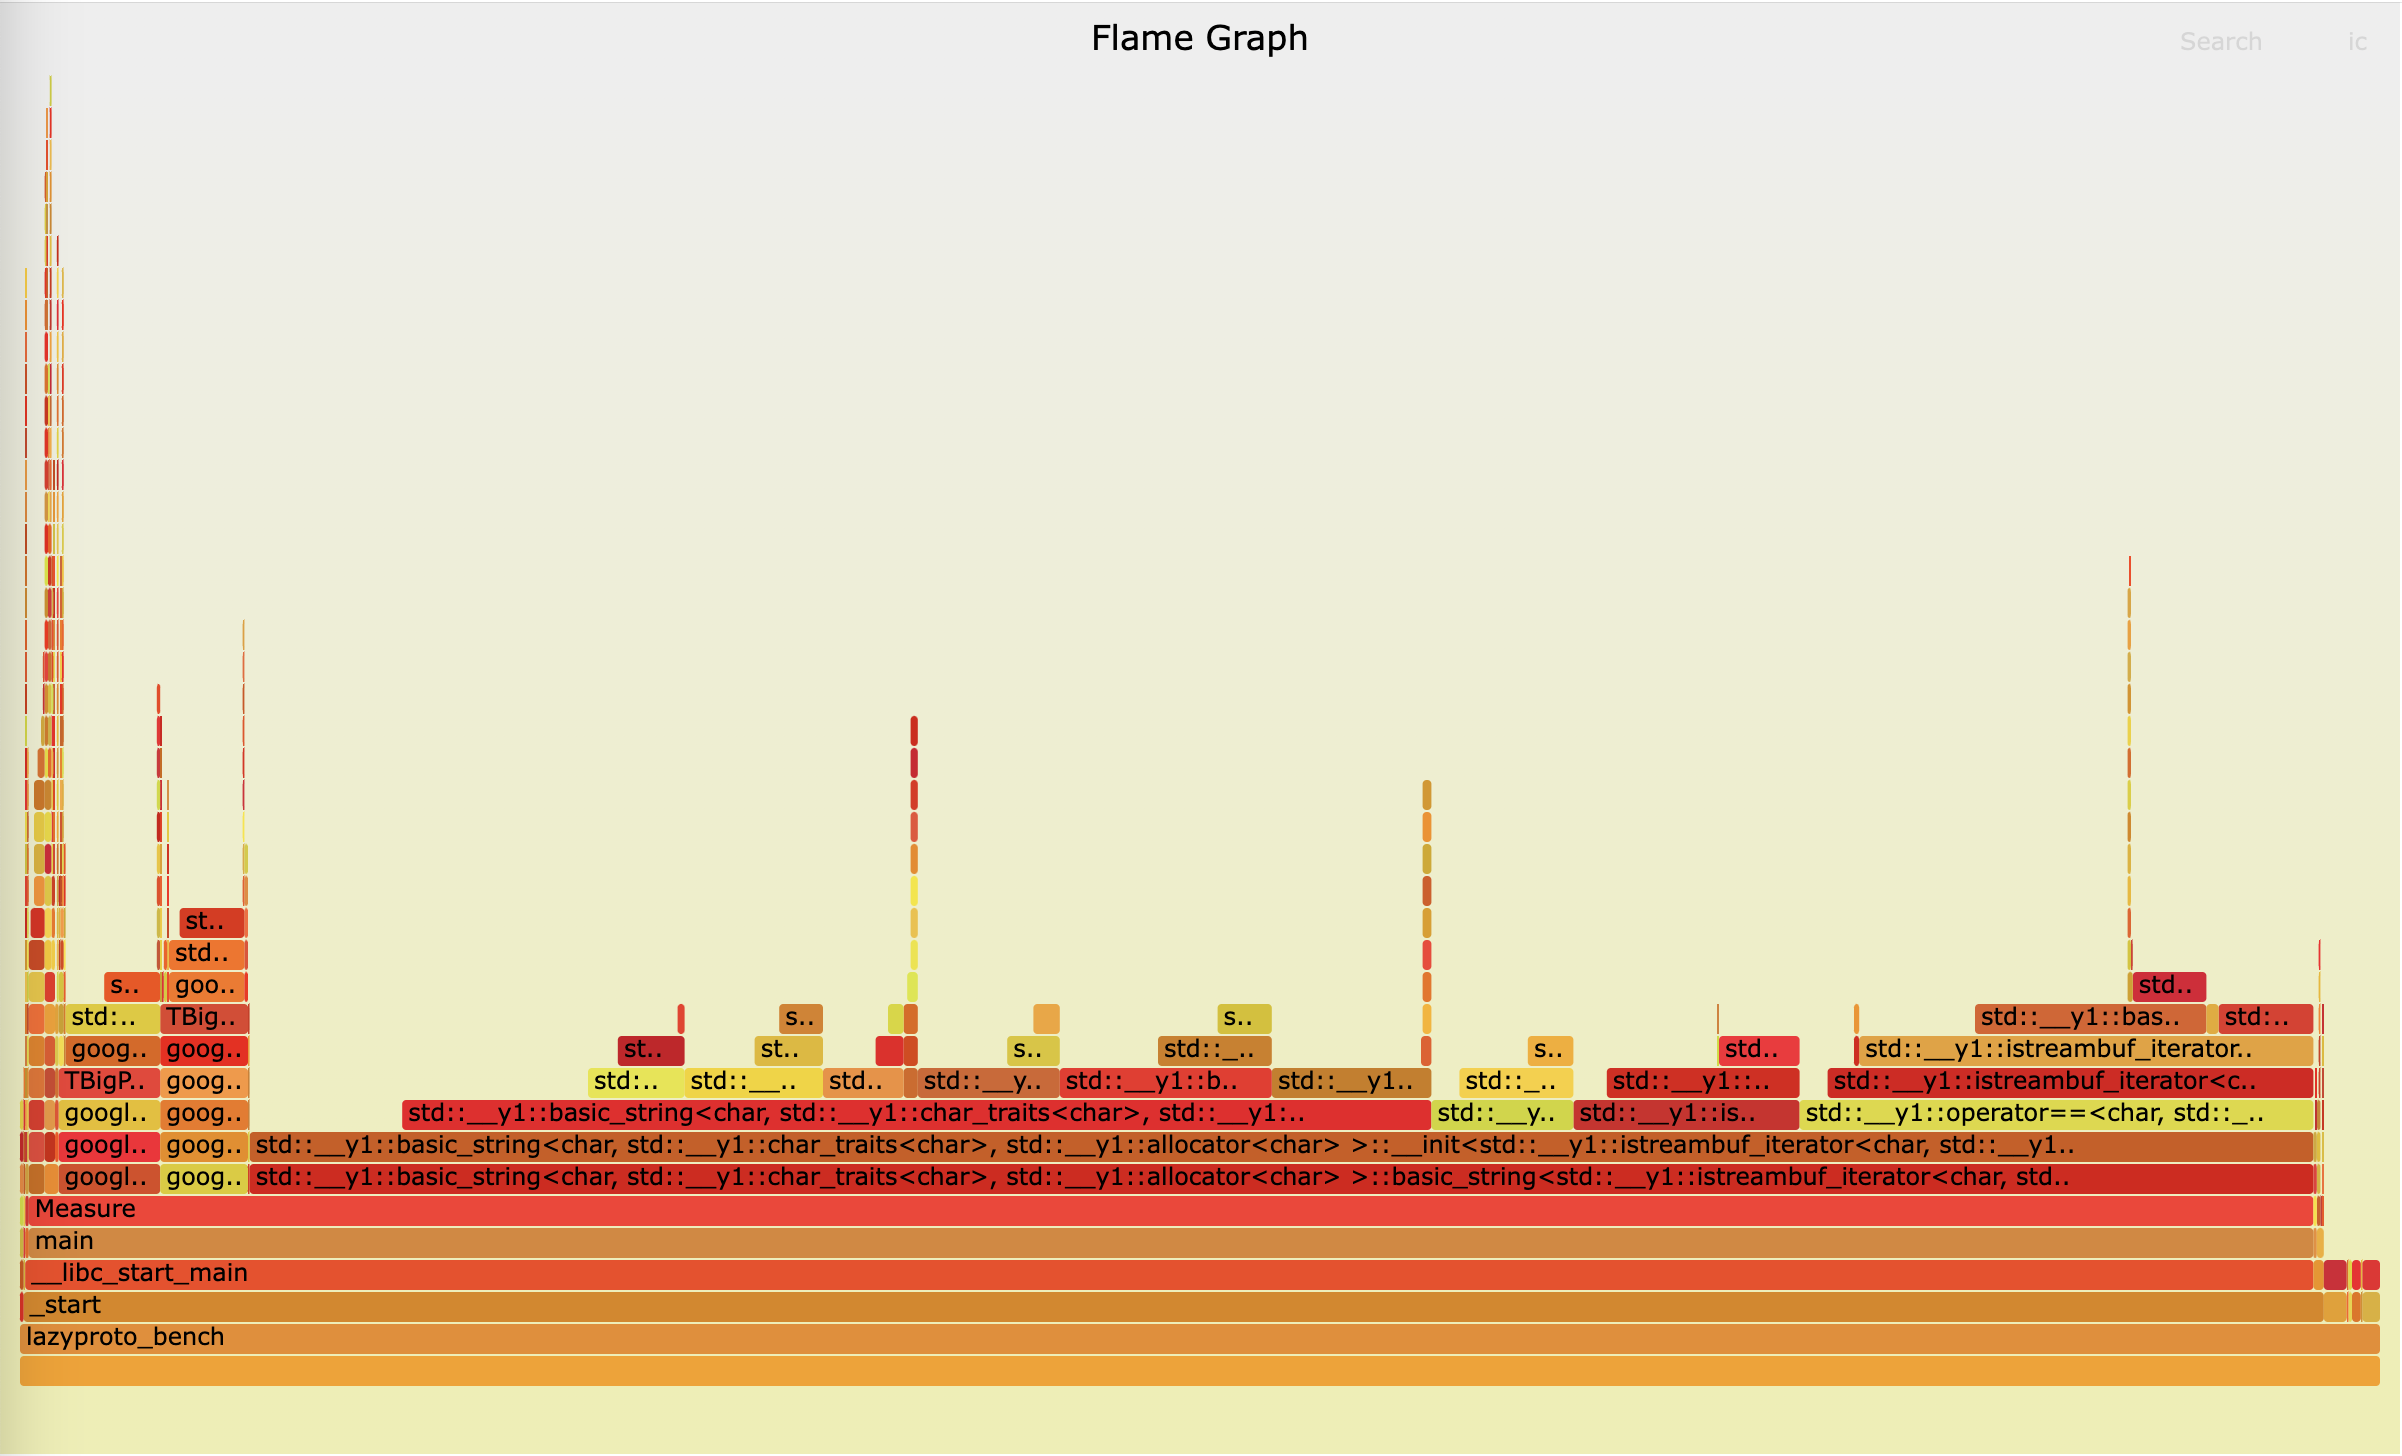 Flame Graph
Search ic
st..
std..
s.. goo.. std..
std:.. TBig.. s.. s.. std::__y1::bas.. std:..
goog.. goog.. st.. st.. s.. std::_.. s.. std.. std::__y1::istreambuf_iterator..
TBigP.. goog.. std:.. std::__.. std.. std::__y.. std::__y1::b.. std::__y1.. std::_.. std::__y1::.. std::__y1::istreambuf_iterator<c..
googl.. goog.. std::__y1::basic_string<char, std::__y1::char_traits<char>, std::__y1:.. std::__y.. std::__y1::is.. std::__y1::operator==<char, std::_..
googl.. goog.. std::__y1::basic_string<char, std::__y1::char_traits<char>, std::__y1::allocator<char> >::__init<std::__y1::istreambuf_iterator<char, std::__y1..
googl.. goog.. std::__y1::basic_string<char, std::__y1::char_traits<char>, std::__y1::allocator<char> >::basic_string<std::__y1::istreambuf_iterator<char, std..
Measure
main
__libc_start_main
_start
lazyproto_bench